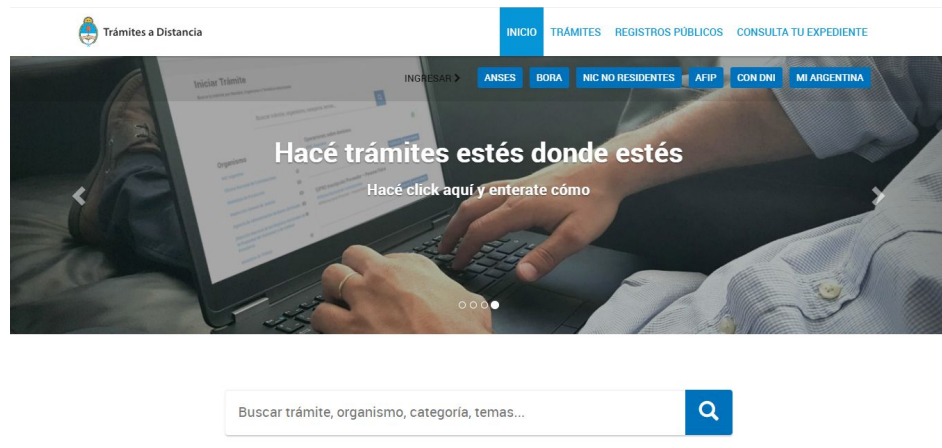 Trámites a Distancia
INICIO TRÁMITES REGISTROS PÚBLICOS CONSULTA TU EXPEDIENTE
INGRESAR
ANSES BORA NIC NO RESIDENTES AFIP CON DNI MI ARGENTINA
Iniciar Trámite
Organismo
Hacé trámites estés donde estés
Hacé click aquí y enterate cómo
Buscar trámite, organismo, categoría, temas...